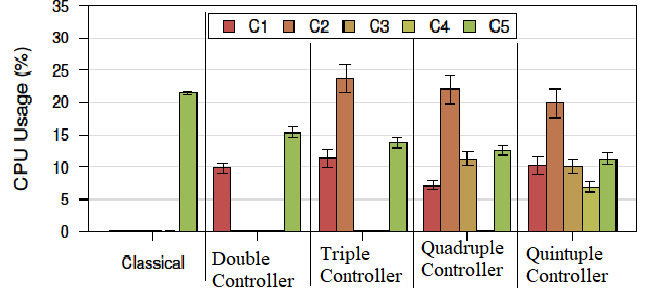 35
C1 C2 C3 C4 C5
30
25
20
15
10
5
0
CPU Usage (%)
Classical
Double
Controller
Triple
Controller
Quadruple
Controller
Quintuple
Controller